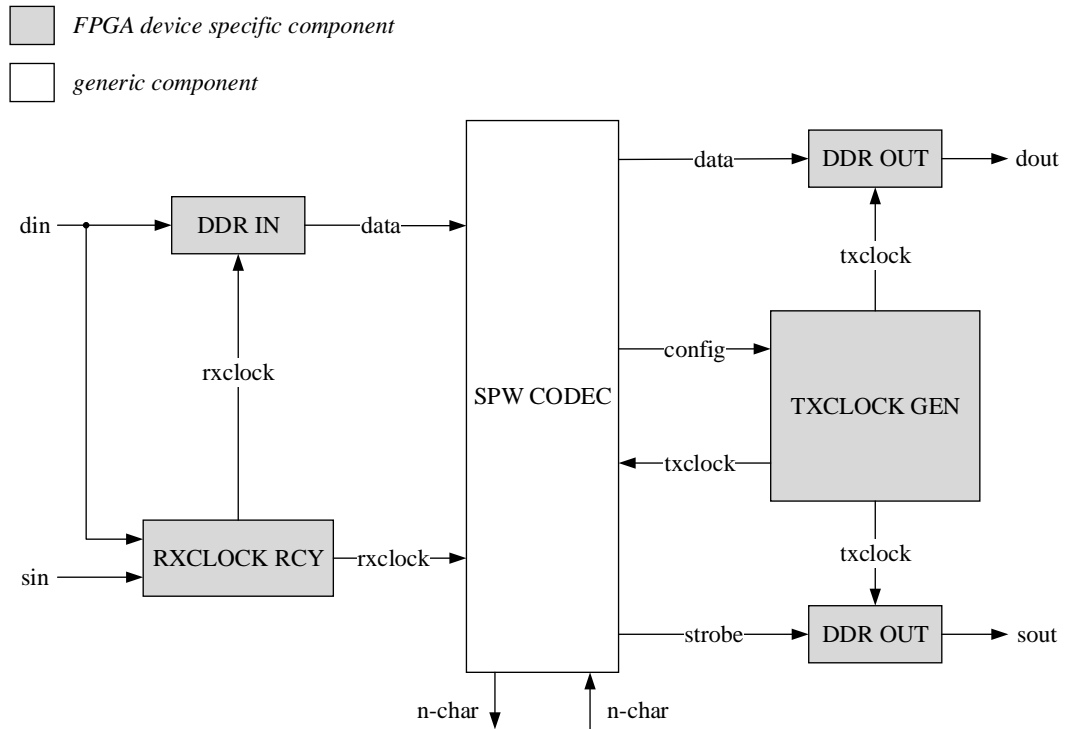 FPGA device specific component
generic component
data
DDR OUT
dout
din
DDR IN
data
txclock
rxclock
config
SPW CODEC
TXCLOCK GEN
txclock
RXCLOCK RCY
rxclock
txclock
sin
strobe
DDR OUT
sout
n-char
n-char